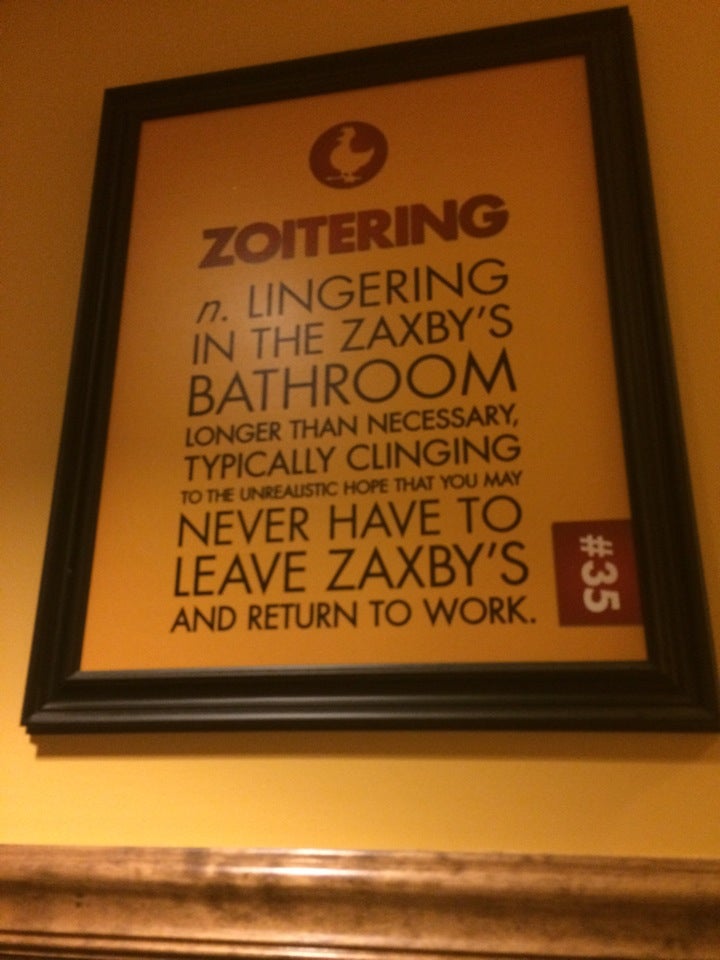 ZOITERING
n. LINGERING
IN THE ZAXBY'S
BATHROOM
LONGER THAN NECESSARY,
TYPICALLY CLINGING
TO THE UNREALISTIC HOPE THAT YOU MAY
NEVER HAVE TO
LEAVE ZAXBY'S
AND RETURN TO WORK.
#35